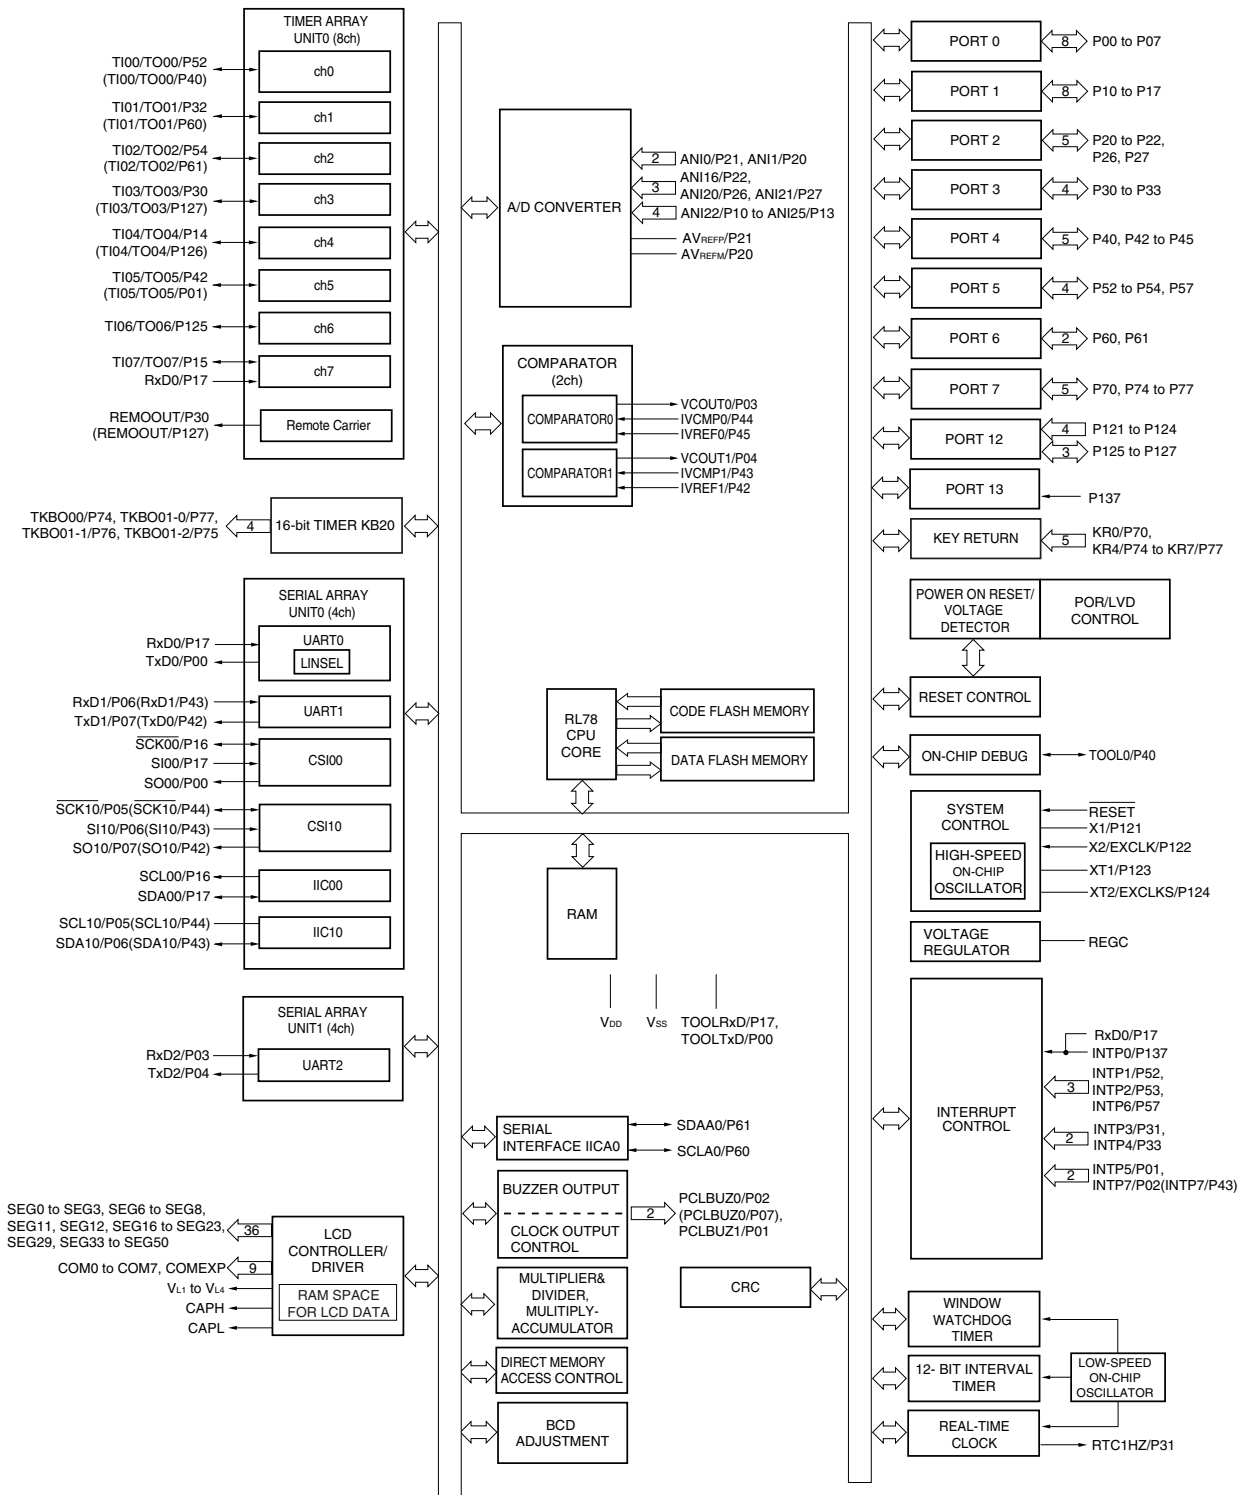 TIMER ARRAY
UNIT0 (8ch)
TI00/TO00/P52
(TI00/TO00/P40)
ch0
TI01/TO01/P32
(TI01/TO01/P60)
ch1
TI02/TO02/P54
(TI02/TO02/P61)
ch2
TI03/TO03/P30
(TI03/TO03/P127)
ch3
TI04/TO04/P14
(TI04/TO04/P126)
ch4
TI05/TO05/P42
(TI05/TO05/P01)
ch5
TI06/TO06/P125
ch6
TI07/TO07/P15
RxD0/P17
ch7
REMOOUT/P30
(REMOOUT/P127)
Remote Carrier
TKBO00/P74, TKBO01-0/P77,
TKBO01-1/P76, TKBO01-2/P75
4
16-bit TIMER KB20
SERIAL ARRAY
UNIT0 (4ch)
RxD0/P17
TxD0/P00
UART0
LINSEL
RxD1/P06(RxD1/P43)
TxD1/P07(TxD0/P42)
UART1
SCK00/P16
SI00/P17
SO00/P00
CSI00
SCK10/P05(SCK10/P44)
SI10/P06(SI10/P43)
SO10/P07(SO10/P42)
CSI10
SCL00/P16
SDA00/P17
IIC00
SCL10/P05(SCL10/P44)
SDA10/P06(SDA10/P43)
IIC10
SERIAL ARRAY
UNIT1 (4ch)
RxD2/P03
TxD2/P04
UART2
SEG0 to SEG3, SEG6 to SEG8,
SEG11, SEG12, SEG16 to SEG23,
SEG29, SEG33 to SEG50
36
COM0 to COM7, COMEXP
9
VL1 to VL4
CAPH
CAPL
LCD
CONTROLLER/
DRIVER
RAM SPACE
FOR LCD DATA
A/D CONVERTER
2
ANI0/P21, ANI1/P20
3
ANI16/P22,
ANI20/P26, ANI21/P27
4
ANI22/P10 to ANI25/P13
AVREFP/P21
AVREFM/P20
COMPARATOR
(2ch)
COMPARATOR0
VCOUT0/P03
IVCMP0/P44
IVREF0/P45
COMPARATOR1
VCOUT1/P04
IVCMP1/P43
IVREF1/P42
RL78
CPU
CORE
CODE FLASH MEMORY
DATA FLASH MEMORY
RAM
VDD
VSS
TOOLRxD/P17,
TOOLTxD/P00
SERIAL
INTERFACE IICA0
SDAA0/P61
SCLA0/P60
BUZZER OUTPUT
CLOCK OUTPUT
CONTROL
2
PCLBUZ0/P02
(PCLBUZ0/P07),
PCLBUZ1/P01
MULTIPLIER&
DIVIDER,
MULITIPLY-
ACCUMULATOR
CRC
DIRECT MEMORY
ACCESS CONTROL
BCD
ADJUSTMENT
PORT 0
8
P00 to P07
PORT 1
8
P10 to P17
PORT 2
5
P20 to P22,
P26, P27
PORT 3
4
P30 to P33
PORT 4
5
P40, P42 to P45
PORT 5
4
P52 to P54, P57
PORT 6
2
P60, P61
PORT 7
5
P70, P74 to P77
PORT 12
4
P121 to P124
3
P125 to P127
PORT 13
P137
KEY RETURN
5
KR0/P70,
KR4/P74 to KR7/P77
POWER ON RESET/
VOLTAGE
DETECTOR
POR/LVD
CONTROL
RESET CONTROL
ON-CHIP DEBUG
TOOL0/P40
SYSTEM
CONTROL
HIGH-SPEED
ON-CHIP
OSCILLATOR
RESET
X1/P121
X2/EXCLK/P122
XT1/P123
XT2/EXCLKS/P124
VOLTAGE
REGULATOR
REGC
INTERRUPT
CONTROL
RxD0/P17
INTP0/P137
3
INTP1/P52,
INTP2/P53,
INTP6/P57
2
INTP3/P31,
INTP4/P33
2
INTP5/P01,
INTP7/P02(INTP7/P43)
WINDOW
WATCHDOG
TIMER
12- BIT INTERVAL
TIMER
LOW-SPEED
ON-CHIP
OSCILLATOR
REAL-TIME
CLOCK
RTC1HZ/P31